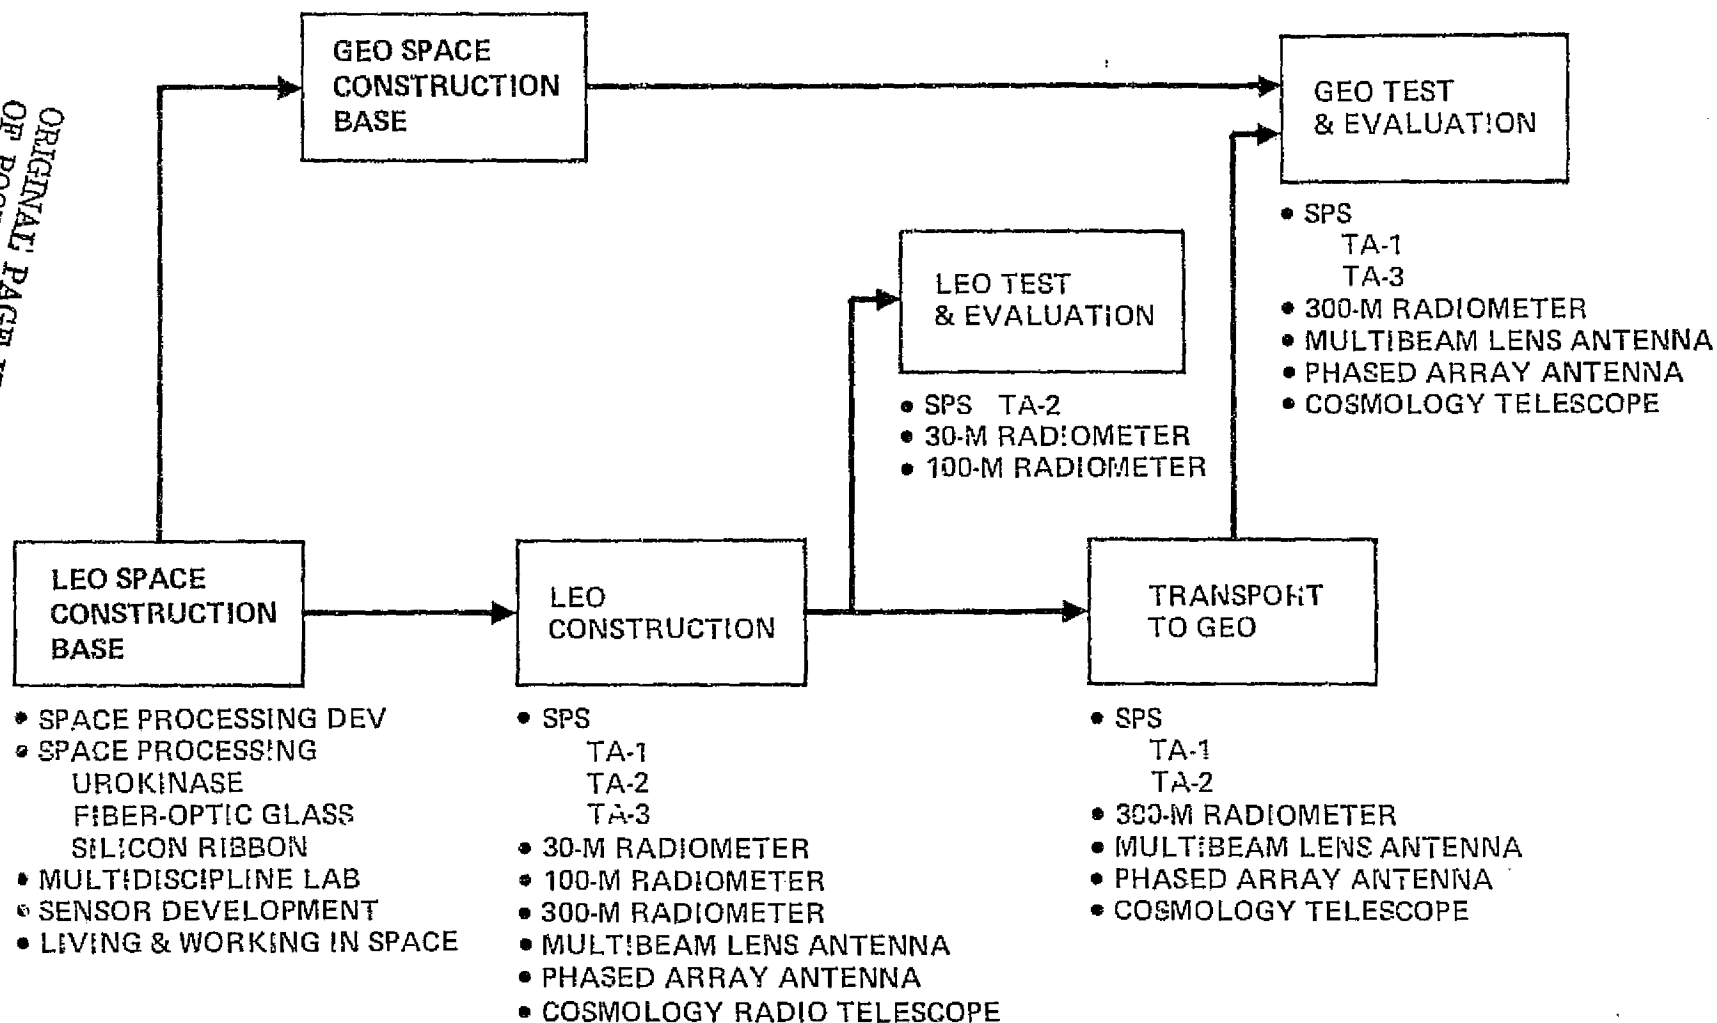 ORIGINAL PAGE IS
OF POOR
GEO SPACE
CONSTRUCTION
BASE
GEO TEST
& EVALUATION
• SPS
TA-1
TA-3
• 300-M RADIOMETER
• MULTIBEAM LENS ANTENNA
• PHASED ARRAY ANTENNA
• COSMOLOGY TELESCOPE
LEO TEST
& EVALUATION
• SPS TA-2
• 30-M RADIOMETER
• 100-M RADIOMETER
LEO SPACE
CONSTRUCTION
BASE
• SPACE PROCESSING DEV
• SPACE PROCESSING
UROKINASE
FIBER-OPTIC GLASS
SILICON RIBBON
• MULTIDISCIPLINE LAB
• SENSOR DEVELOPMENT
• LIVING & WORKING IN SPACE
LEO
CONSTRUCTION
• SPS
TA-1
TA-2
TA-3
• 30-M RADIOMETER
• 100-M RADIOMETER
• 300-M RADIOMETER
• MULTIBEAM LENS ANTENNA
• PHASED ARRAY ANTENNA
• COSMOLOGY RADIO TELESCOPE
TRANSPORT
TO GEO
• SPS
TA-1
TA-2
• 300-M RADIOMETER
• MULTIBEAM LENS ANTENNA
• PHASED ARRAY ANTENNA
• COSMOLOGY TELESCOPE